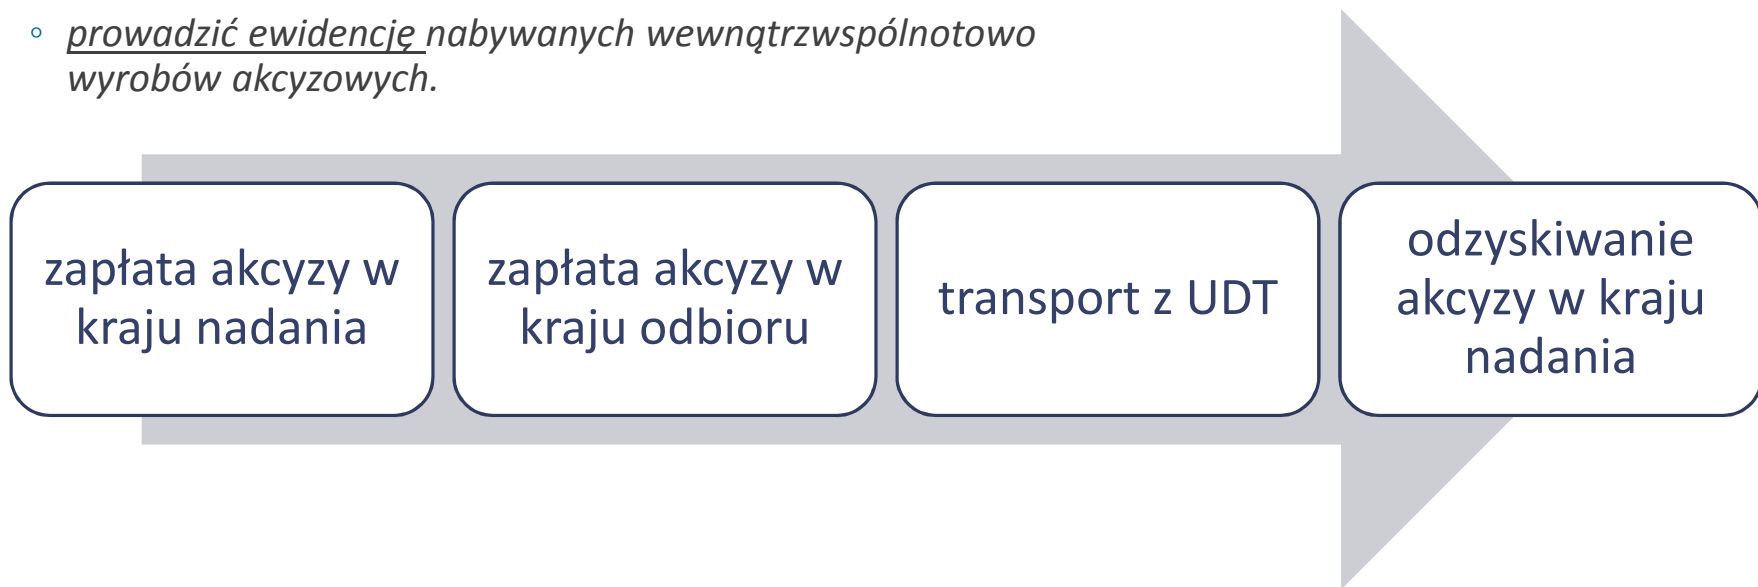 ◦ prowadzić ewidencję nabywanych wewnątrzwspólnotowo
wyrobów akcyzowych.
zapłata akcyzy w
kraju nadania
zapłata akcyzy w
kraju odbioru
transport z UDT
odzyskiwanie
akcyzy w kraju
nadania